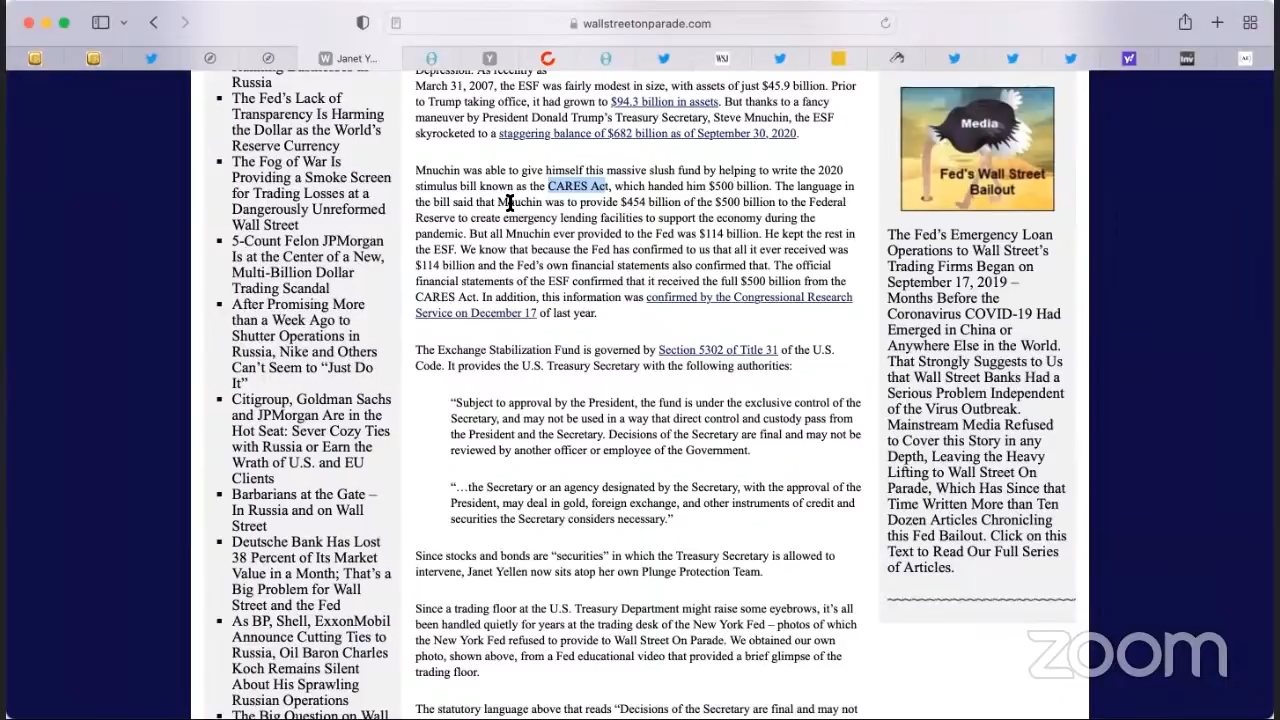 wallstreetonparade.com
Janet Y...
WSJ
Inv
Russia
The Fed's Lack of
Transparency Is Harming
the Dollar as the World's
Reserve Currency
The Fog of War Is
Providing a Smoke Screen
for Trading Losses at a
Dangerously Unreformed
Wall Street
5-Count Felon JPMorgan
Is at the Center of a New,
Multi-Billion Dollar
Trading Scandal
After Promising More
than a Week Ago to
Shutter Operations in
Russia, Nike and Others
Can't Seem to “Just Do
It”
Citigroup, Goldman Sachs
and JPMorgan Are in the
Hot Seat: Sever Cozy Ties
with Russia or Earn the
Wrath of U.S. and EU
Clients
Barbarians at the Gate –
In Russia and on Wall
Street
Deutsche Bank Has Lost
38 Percent of Its Market
Value in a Month; That's a
Big Problem for Wall
Street and the Fed
As BP, Shell, ExxonMobil
Announce Cutting Ties to
Russia, Oil Baron Charles
Koch Remains Silent
About His Sprawling
Russian Operations
The Big Question on Wall
Depression. As recently as
March 31, 2007, the ESF was fairly modest in size, with assets of just $45.9 billion. Prior
to Trump taking office, it had grown to $94.3 billion in assets. But thanks to a fancy
maneuver by President Donald Trump's Treasury Secretary, Steve Mnuchin, the ESF
skyrocketed to a staggering balance of $682 billion as of September 30, 2020.
Mnuchin was able to give himself this massive slush fund by helping to write the 2020
stimulus bill known as the CARES Act, which handed him $500 billion. The language in
the bill said that Mnuchin was to provide $454 billion of the $500 billion to the Federal
Reserve to create emergency lending facilities to support the economy during the
pandemic. But all Mnuchin ever provided to the Fed was $114 billion. He kept the rest in
the ESF. We know that because the Fed has confirmed to us that all it ever received was
$114 billion and the Fed's own financial statements also confirmed that. The official
financial statements of the ESF confirmed that it received the full $500 billion from the
CARES Act. In addition, this information was confirmed by the Congressional Research
Service on December 17 of last year.
The Exchange Stabilization Fund is governed by Section 5302 of Title 31 of the U.S.
Code. It provides the U.S. Treasury Secretary with the following authorities:
“Subject to approval by the President, the fund is under the exclusive control of the
Secretary, and may not be used in a way that direct control and custody pass from
the President and the Secretary. Decisions of the Secretary are final and may not be
reviewed by another officer or employee of the Government.
“…the Secretary or an agency designated by the Secretary, with the approval of the
President, may deal in gold, foreign exchange, and other instruments of credit and
securities the Secretary considers necessary.”
Since stocks and bonds are “securities” in which the Treasury Secretary is allowed to
intervene, Janet Yellen now sits atop her own Plunge Protection Team.
Since a trading floor at the U.S. Treasury Department might raise some eyebrows, it's all
been handled quietly for years at the trading desk of the New York Fed – photos of which
the New York Fed refused to provide to Wall Street On Parade. We obtained our own
photo, shown above, from a Fed educational video that provided a brief glimpse of the
trading floor.
The statutory language above that reads “Decisions of the Secretary are final and may not
Media
Fed's Wall Street
Bailout
The Fed's Emergency Loan
Operations to Wall Street's
Trading Firms Began on
September 17, 2019 –
Months Before the
Coronavirus COVID-19 Had
Emerged in China or
Anywhere Else in the World.
That Strongly Suggests to Us
that Wall Street Banks Had a
Serious Problem Independent
of the Virus Outbreak.
Mainstream Media Refused
to Cover this Story in any
Depth, Leaving the Heavy
Lifting to Wall Street On
Parade, Which Has Since that
Time Written More than Ten
Dozen Articles Chronicling
this Fed Bailout. Click on this
Text to Read Our Full Series
of Articles.
zoom